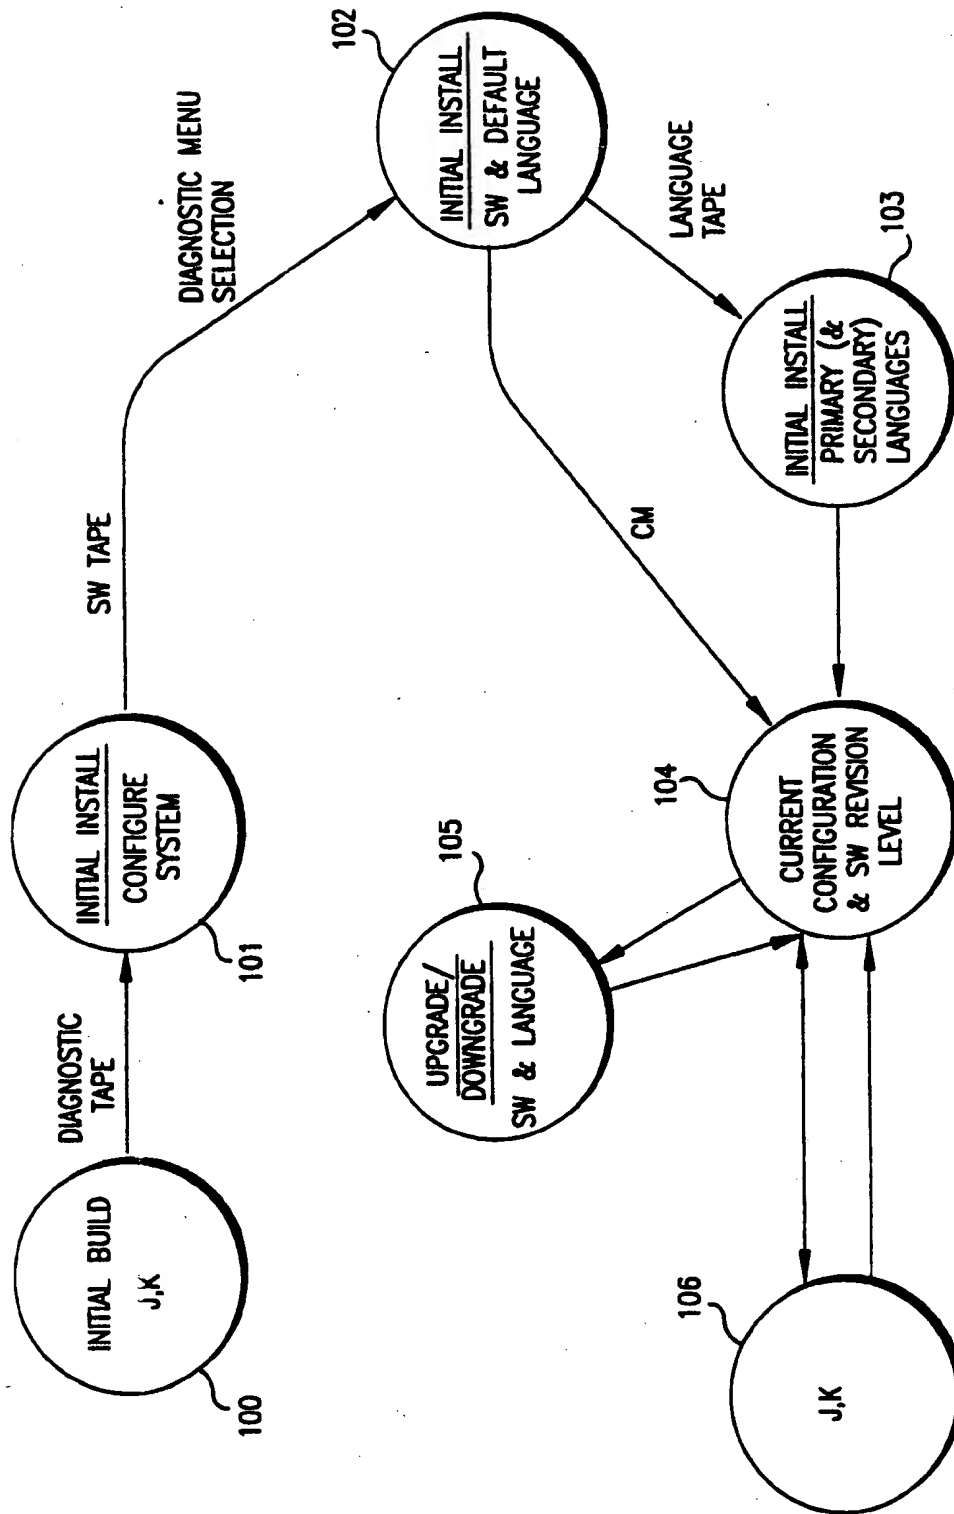 INITIAL BUILD
J,K
100
DIAGNOSTIC
TAPE
INITIAL INSTALL
CONFIGURE
SYSTEM
101
SW TAPE
DIAGNOSTIC MENU
SELECTION
INITIAL INSTALL
SW & DEFAULT
LANGUAGE
102
LANGUAGE
TAPE
CM
INITIAL INSTALL
PRIMARY (&
SECONDARY)
LANGUAGES
103
CURRENT
CONFIGURATION
& SW REVISION
LEVEL
104
UPGRADE/
DOWNGRADE
SW & LANGUAGE
105
J,K
106